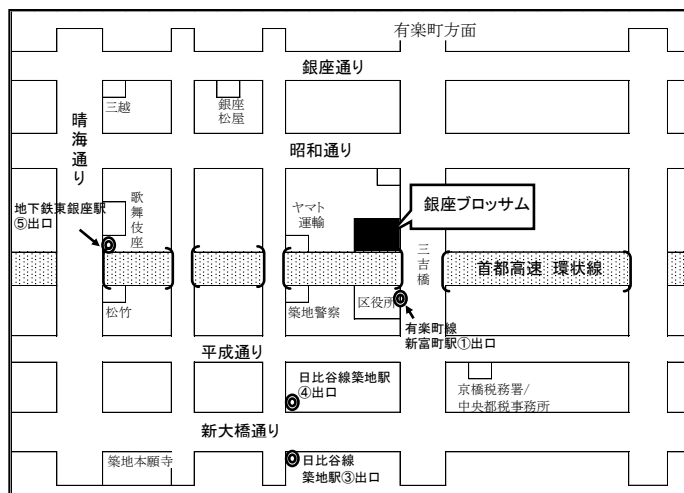 有楽町方面
銀座通り
三越
銀座
松屋
晴海通り
昭和通り
地下鉄東銀座駅
⑤出口
歌舞伎座
ヤマト
運輸
銀座ブロッサム
三吉橋
首都高速 環状線
松竹
築地警察
区役所
有楽町線
新富町駅①出口
平成通り
日比谷線築地駅
④出口
京橋税務署/
中央都税事務所
新大橋通り
築地本願寺
日比谷線
築地駅③出口